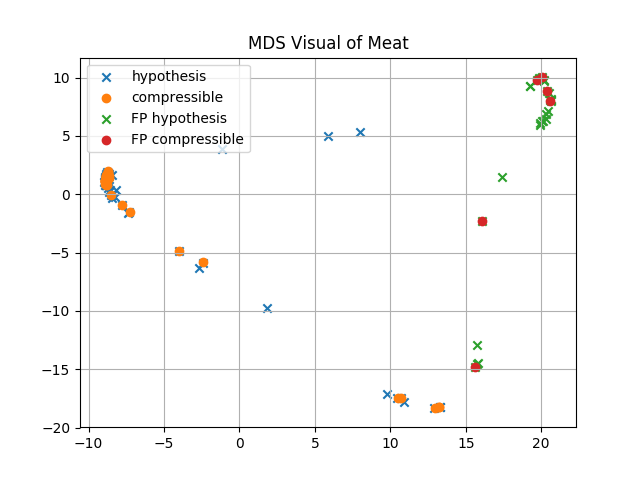 MDS Visual of Meat
hypothesis
compressible
FP hypothesis
FP compressible
10
5
0
−5
−10
−15
−20
−10 −5 0 5 10 15 20